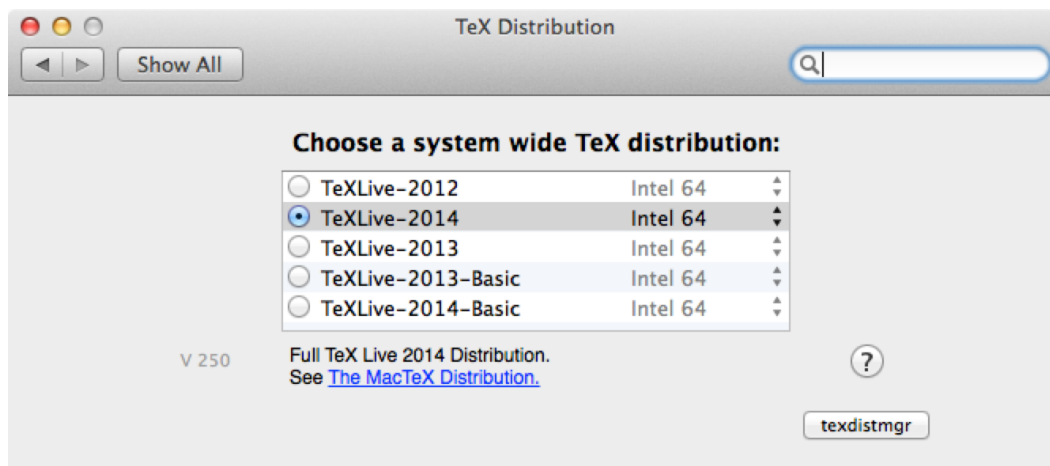 TeX Distribution
Show All
Choose a system wide TeX distribution:
TeXLive-2012 Intel 64
TeXLive-2014 Intel 64
TeXLive-2013 Intel 64
TeXLive-2013-Basic Intel 64
TeXLive-2014-Basic Intel 64
V 250 Full TeX Live 2014 Distribution.
See The MacTeX Distribution.
?
texdistmgr